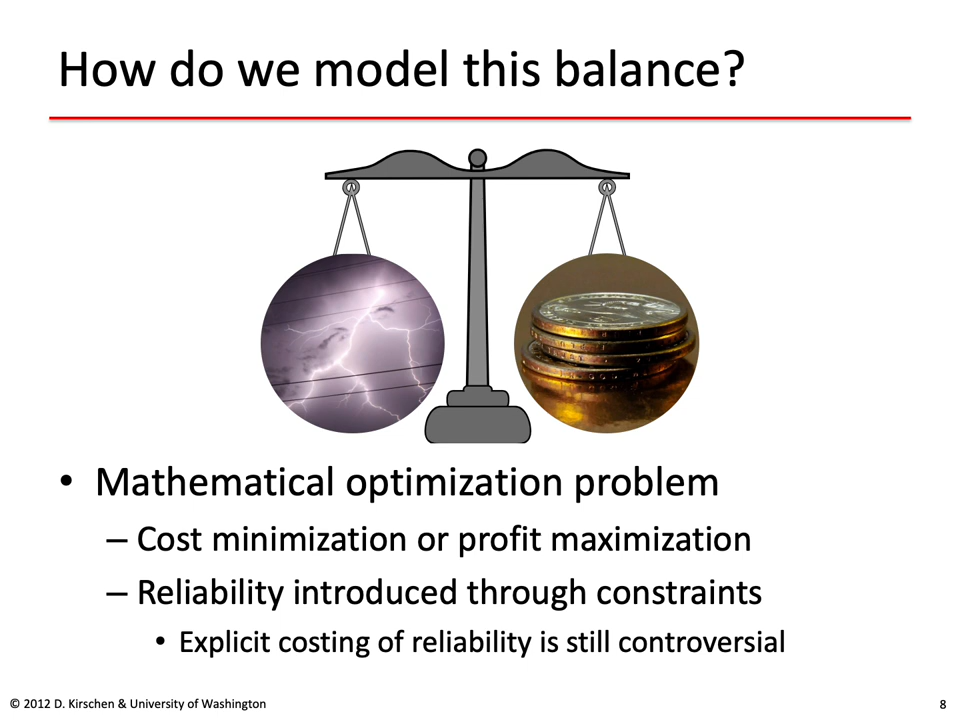 How do we model this balance?
• Mathematical optimization problem
– Cost minimization or profit maximization
– Reliability introduced through constraints
• Explicit costing of reliability is still controversial
© 2012 D. Kirschen & University of Washington
8